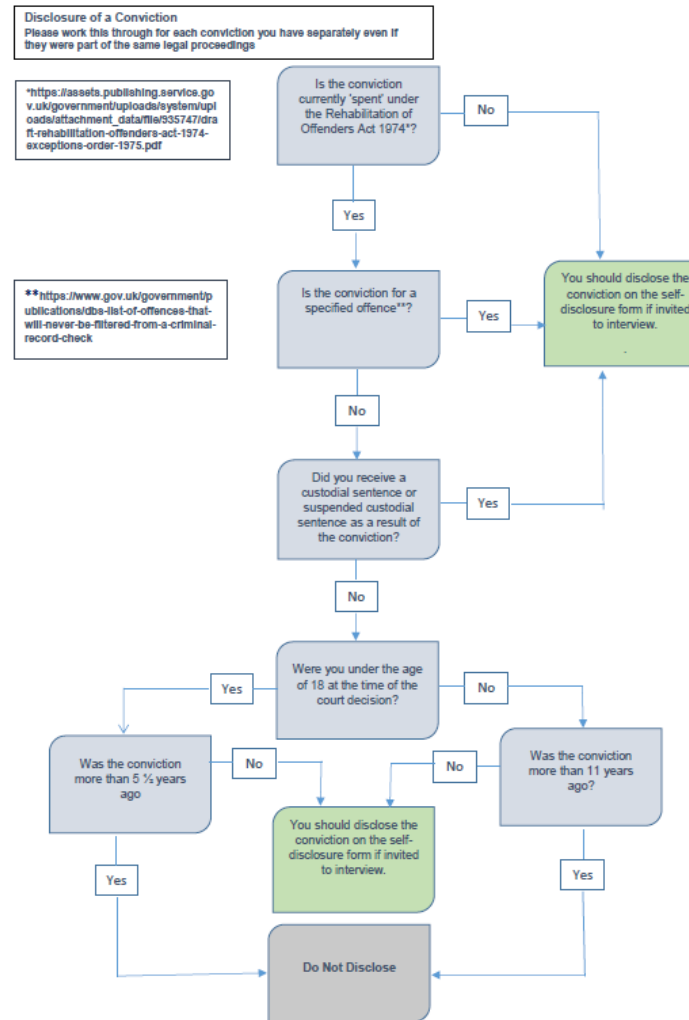 Disclosure of a Conviction
Please work this through for each conviction you have separately even if
they were part of the same legal proceedings
*https://assets.publishing.service.go
v.uk/government/uploads/system/upl
oads/attachment_data/file/935747/dra
ft-rehabilitation-offenders-act-1974-
exceptions-order-1975.pdf
Is the conviction
currently 'spent' under
the Rehabilitation of
Offenders Act 1974*?
No
Yes
**https://www.gov.uk/government/p
ublications/dbs-list-of-offences-that-
will-never-be-filtered-from-a-criminal-
record-check
Is the conviction for a
specified offence**?
Yes
You should disclose the
conviction on the self-
disclosure form if invited
to interview.
.
No
Did you receive a
custodial sentence or
suspended custodial
sentence as a result of
the conviction?
Yes
No
Were you under the age
of 18 at the time of the
court decision?
Yes
No
Was the conviction
more than 5 ½ years
ago
No
No
Was the conviction
more than 11 years
ago?
You should disclose the
conviction on the self-
disclosure form if invited
to interview.
Yes
Yes
Do Not Disclose